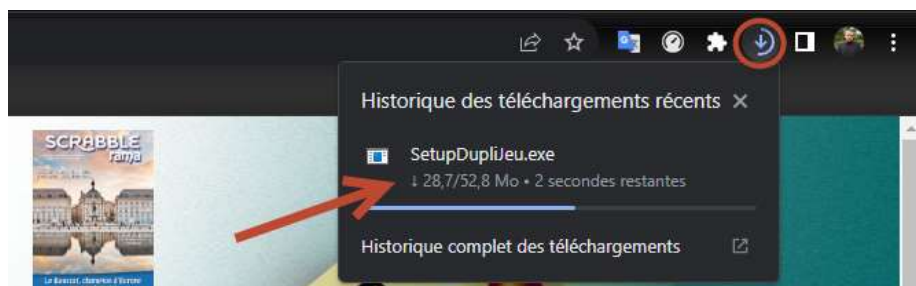 Historique des téléchargements récents
SetupDupliJeu.exe
↓ 28,7/52,8 Mo • 2 secondes restantes
Historique complet des téléchargements
SCRABBLE
rama